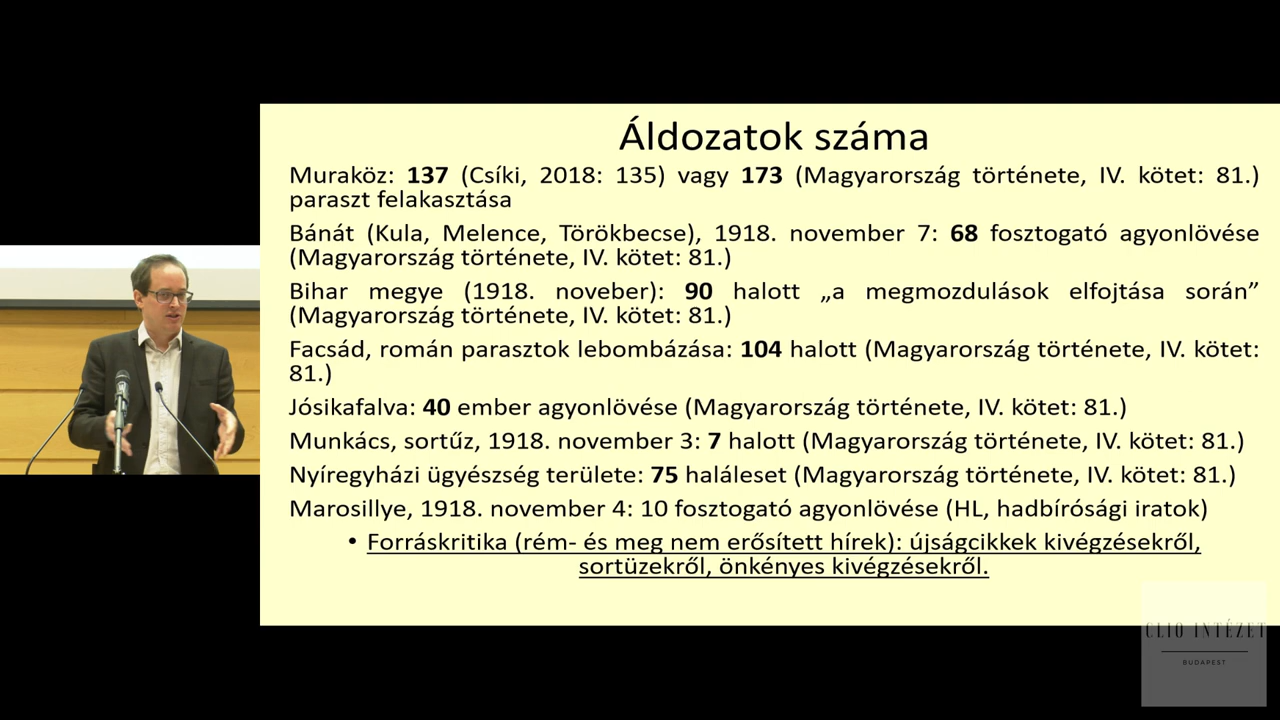 Áldozatok száma
Muraköz: 137 (Csíki, 2018: 135) vagy 173 (Magyarország története, IV. kötet: 81.)
paraszt felakasztása
Bánát (Kula, Melence, Törökbecse), 1918. november 7: 68 fosztogató agyonlövése
(Magyarország története, IV. kötet: 81.)
Bihar megye (1918. noveber): 90 halott „a megmozdulások elfojtása során”
(Magyarország története, IV. kötet: 81.)
Facsád, román parasztok lebombázása: 104 halott (Magyarország története, IV. kötet:
81.)
Jósikafalva: 40 ember agyonlövése (Magyarország története, IV. kötet: 81.)
Munkács, sortűz, 1918. november 3: 7 halott (Magyarország története, IV. kötet: 81.)
Nyíregyházi ügyészség területe: 75 haláleset (Magyarország története, IV. kötet: 81.)
Marosillye, 1918. november 4: 10 fosztogató agyonlövése (HL, hadbírósági iratok)
• Forráskritika (rém- és meg nem erősített hírek): újságcikkek kivégzésekről,
sortüzekről, önkényes kivégzésekről.
CLIO INTÉZET
BUDAPEST